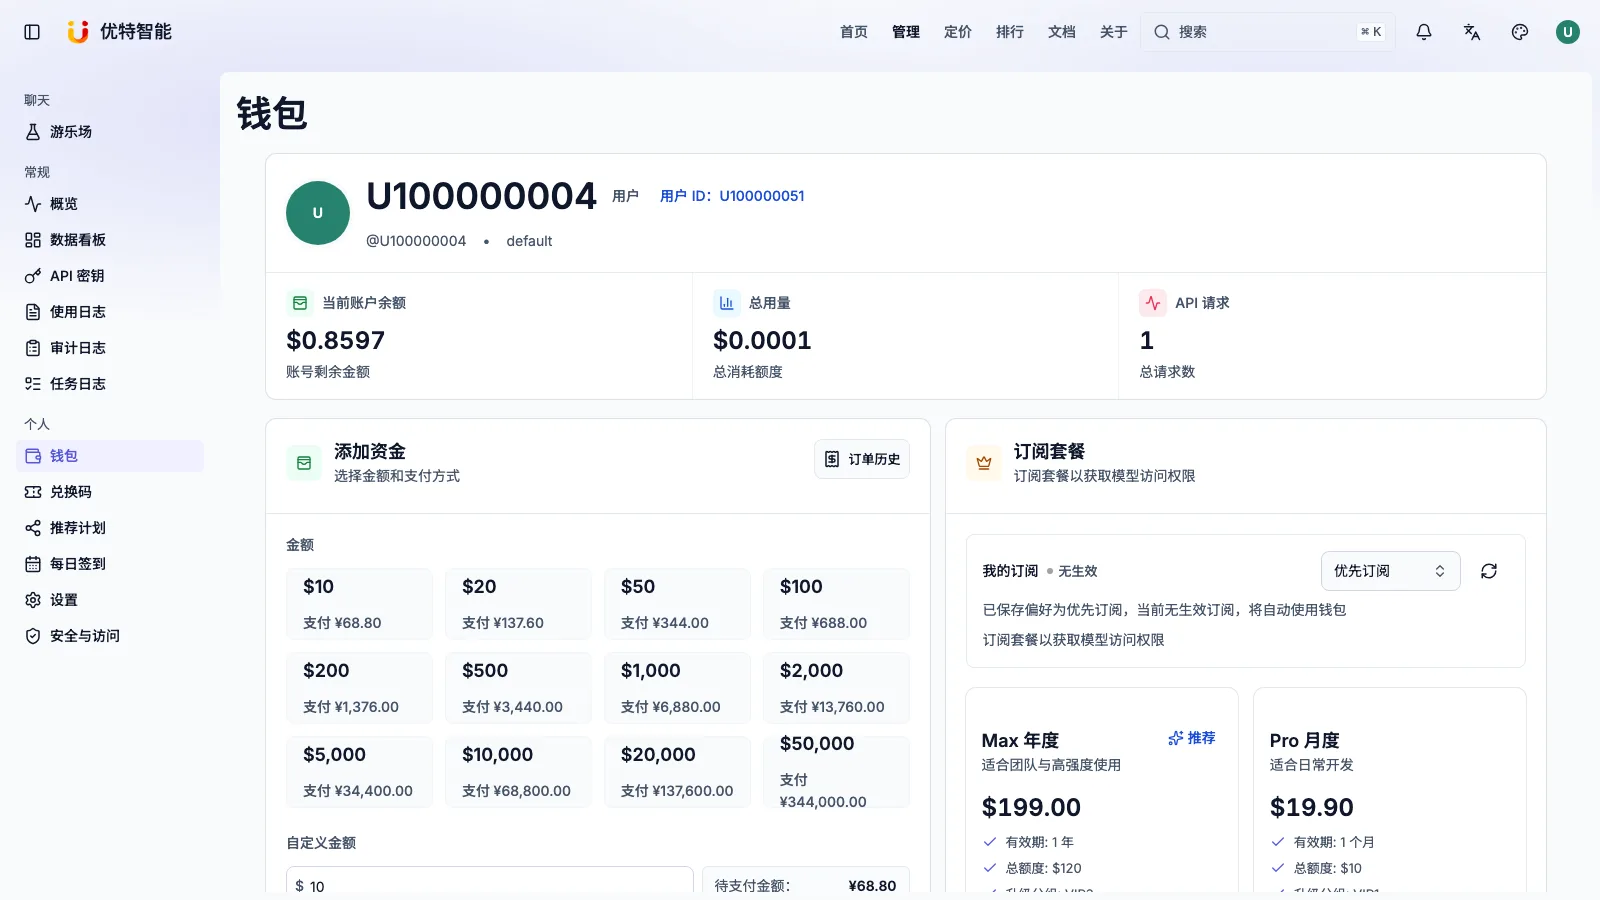 优特智能
首页 管理 定价 排行 文档 关于 搜索 ⌘ K U
聊天
游乐场
常规
概览
数据看板
API 密钥
使用日志
审计日志
任务日志
个人
钱包
兑换码
推荐计划
每日签到
设置
安全与访问
钱包
U
U100000004 用户 用户 ID: U100000051
@U100000004 • default
当前账户余额
$0.8597
账号剩余金额
总用量
$0.0001
总消耗额度
API 请求
1
总请求数
添加资金
选择金额和支付方式
订单历史
金额
$10
支付 ¥68.80
$20
支付 ¥137.60
$50
支付 ¥344.00
$100
支付 ¥688.00
$200
支付 ¥1,376.00
$500
支付 ¥3,440.00
$1,000
支付 ¥6,880.00
$2,000
支付 ¥13,760.00
$5,000
支付 ¥34,400.00
$10,000
支付 ¥68,800.00
$20,000
支付 ¥137,600.00
$50,000
支付
¥344,000.00
自定义金额
$ 10
待支付金额: ¥68.80
订阅套餐
订阅套餐以获取模型访问权限
我的订阅 • 无生效
优先订阅
已保存偏好为优先订阅，当前无生效订阅，将自动使用钱包
订阅套餐以获取模型访问权限
Max 年度
推荐
适合团队与高强度使用
$199.00
有效期: 1 年
总额度: $120
Pro 月度
适合日常开发
$19.90
有效期: 1 个月
总额度: $10